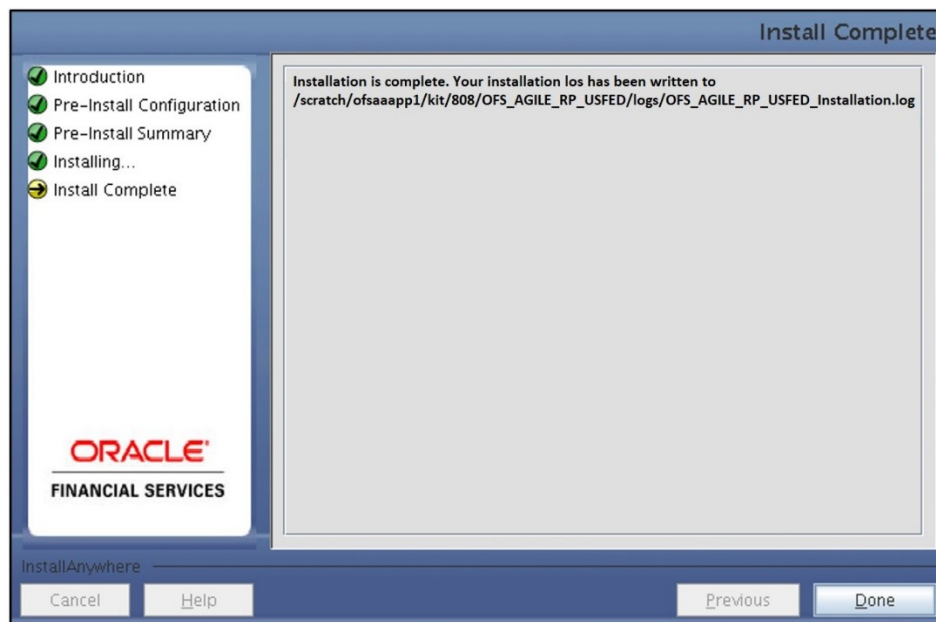 Install Complete
Introduction
Pre-Install Configuration
Pre-Install Summary
Installing...
Install Complete
Installation is complete. Your installation los has been written to
/scratch/ofsaaapp1/kit/808/OFS_AGILE_RP_USFED/logs/OFS_AGILE_RP_USFED_Installation.log
ORACLE
FINANCIAL SERVICES
InstallAnywhere
Cancel
Help
Previous
Done